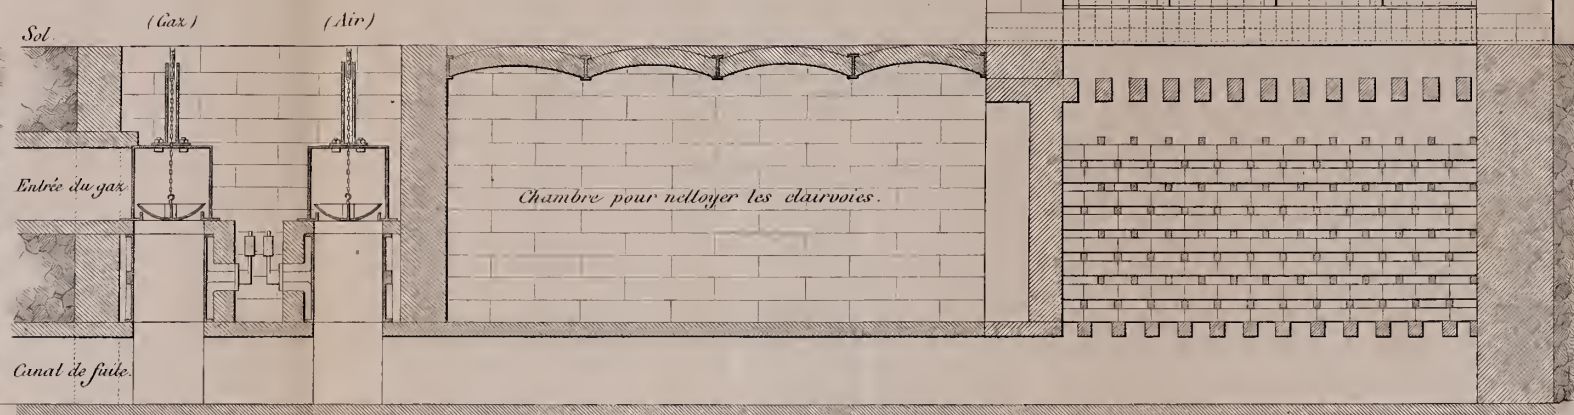 (Gaz)
(Air)
Sol.
Entrée du gaz
Chambre pour nettoyer les clairvoies.
Canal de fuite.